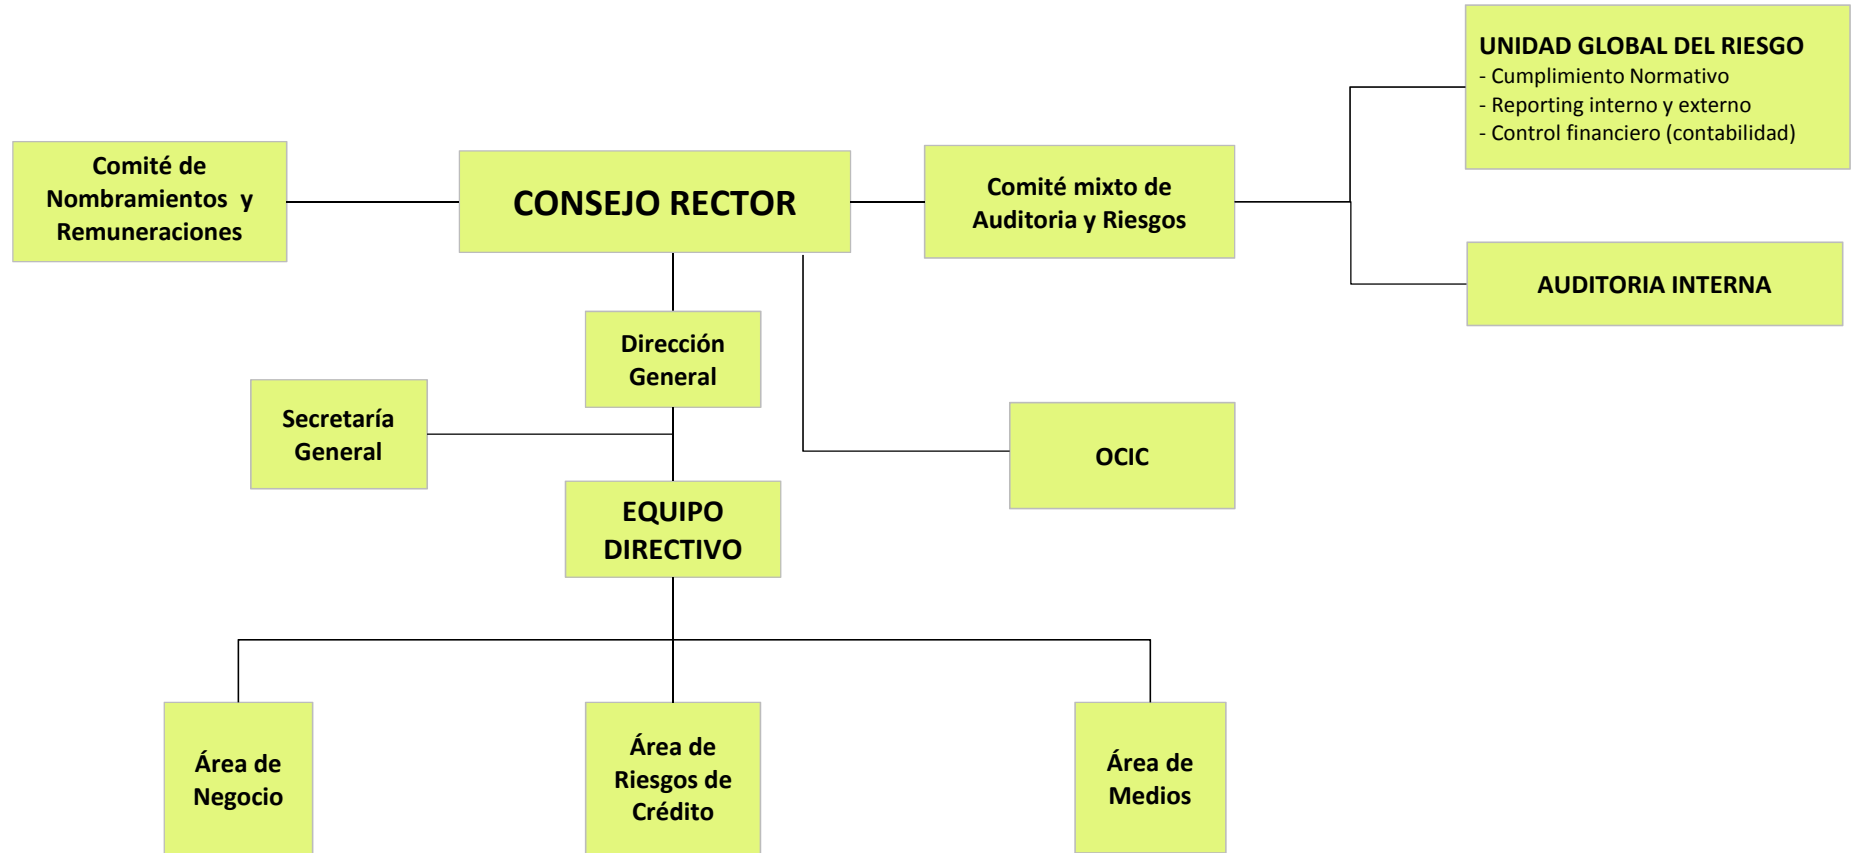 UNIDAD GLOBAL DEL RIESGO
- Cumplimiento Normativo
- Reporting interno y externo
- Control financiero (contabilidad)
Comité de
Nombramientos y
Remuneraciones
CONSEJO RECTOR
Comité mixto de
Auditoria y Riesgos
AUDITORIA INTERNA
Dirección
General
Secretaría
General
OCIC
EQUIPO
DIRECTIVO
Área de
Negocio
Área de
Riesgos de
Crédito
Área de
Medios